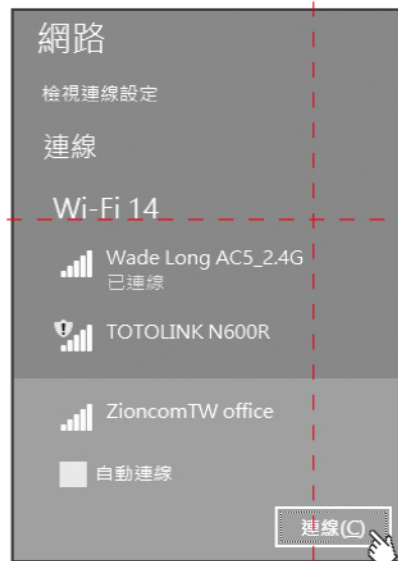 網路
檢視連線設定
連線
Wi-Fi 14
Wade Long AC5_2.4G
已連線
TOTOLINK N600R
ZioncomTW office
自動連線
連線(C)